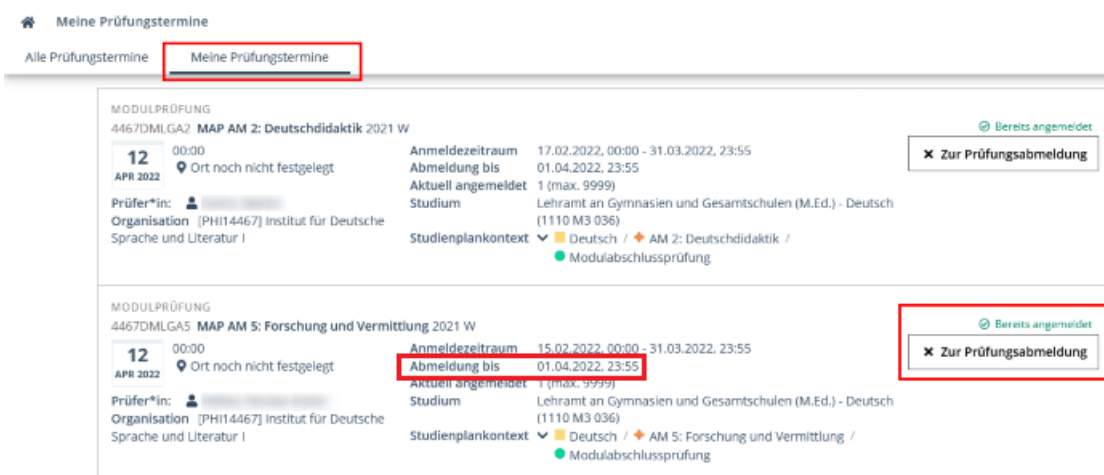 Meine Prüfungstermine
Alle Prüfungstermine Meine Prüfungstermine
MODULPRÜFUNG
4467DMLGA2 MAP AM 2: Deutschdidaktik 2021 W
Bereits angemeldet
12 APR 2022
00:00
Ort noch nicht festgelegt
Prüfer*in:
Organisation [PHI14467] Institut für Deutsche
Sprache und Literatur I
Anmeldezeitraum 17.02.2022, 00:00 - 31.03.2022, 23:55
Abmeldung bis 01.04.2022, 23:55
Aktuell angemeldet 1 (max. 9999)
Studium Lehramt an Gymnasien und Gesamtschulen (M.Ed.) - Deutsch
(1110 M3 036)
Studienplankontext Deutsch / AM 2: Deutschdidaktik /
Modulabschlussprüfung
Zur Prüfungsabmeldung
MODULPRÜFUNG
4467DMLGA5 MAP AM 5: Forschung und Vermittlung 2021 W
Bereits angemeldet
12 APR 2022
00:00
Ort noch nicht festgelegt
Prüfer*in:
Organisation [PHI14467] Institut für Deutsche
Sprache und Literatur I
Anmeldezeitraum 15.02.2022, 00:00 - 31.03.2022, 23:55
Abmeldung bis 01.04.2022, 23:55
Aktuell angemeldet 1 (max. 9999)
Studium Lehramt an Gymnasien und Gesamtschulen (M.Ed.) - Deutsch
(1110 M3 036)
Studienplankontext Deutsch / AM 5: Forschung und Vermittlung /
Modulabschlussprüfung
Zur Prüfungsabmeldung